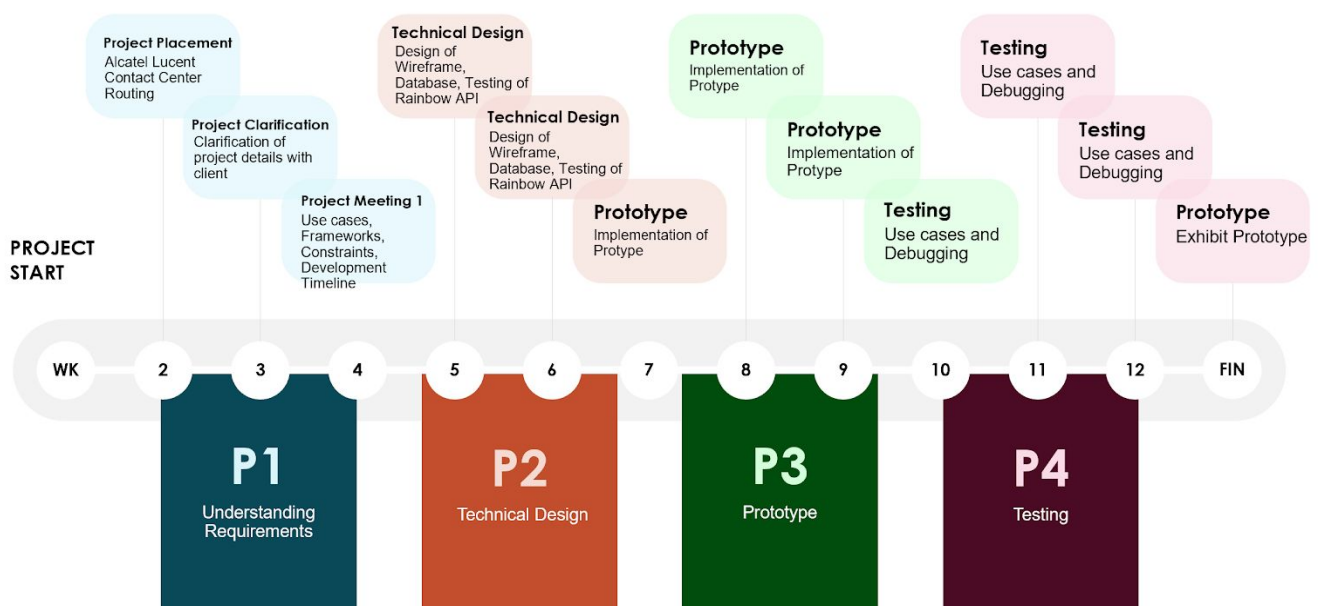 Project Placement
Alcatel Lucent
Contact Center
Routing
Project Clarification
Clarification of
project details with
client
Project Meeting 1
Use cases,
Frameworks,
Constraints,
Development
Timeline
Technical Design
Design of
Wireframe,
Database, Testing of
Rainbow API
Technical Design
Design of
Wireframe,
Database, Testing of
Rainbow API
Prototype
Implementation of
Protype
Prototype
Implementation of
Protype
Prototype
Implementation of
Protype
Testing
Use cases and
Debugging
Testing
Use cases and
Debugging
Testing
Use cases and
Debugging
Prototype
Exhibit Prototype
PROJECT
START
WK 2 3 4 5 6 7 8 9 10 11 12 FIN
P1
Understanding
Requirements
P2
Technical Design
P3
Prototype
P4
Testing